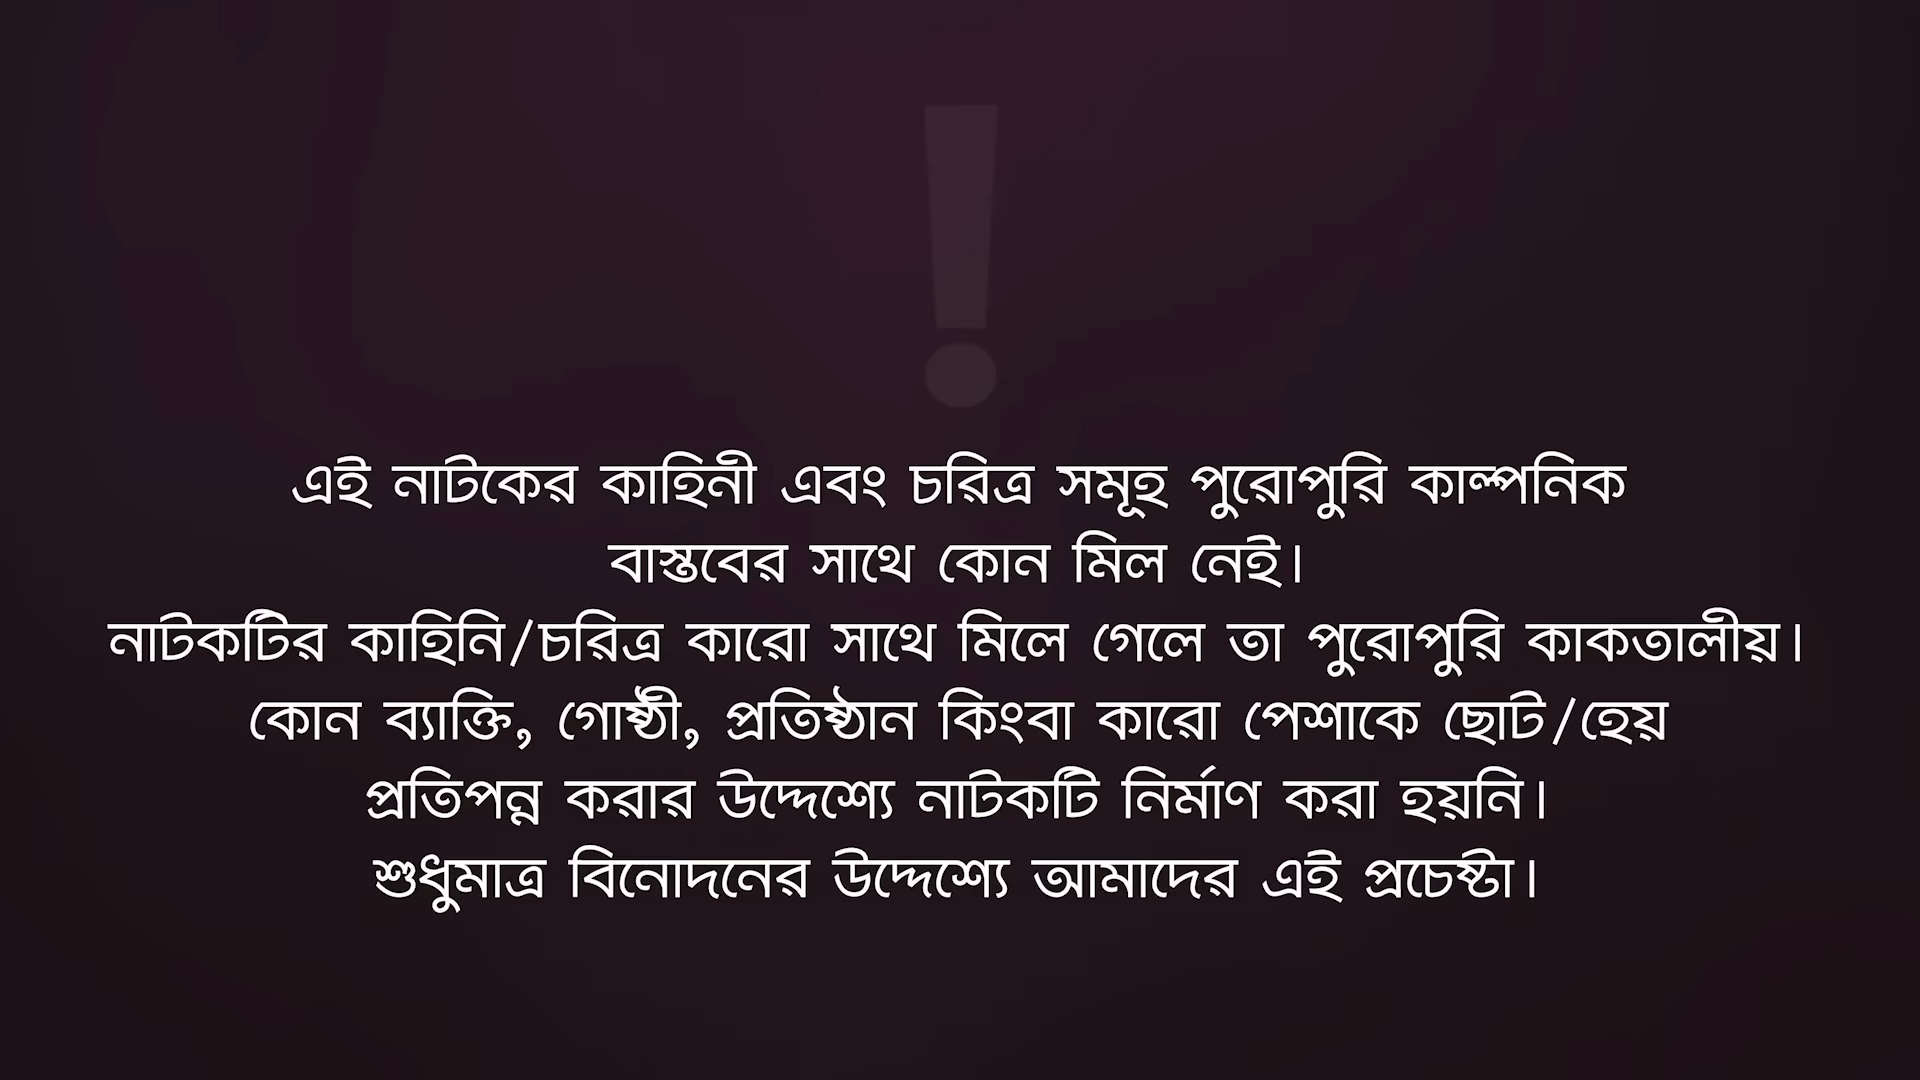 এই নাটকের কাহিনী এবং চরিত্র সমূহ পুরোপুরি কাল্পনিক
বাস্তবের সাথে কোন মিল নেই।
নাটকটির কাহিনি/চরিত্র কারো সাথে মিলে গেলে তা পুরোপুরি কাকতালীয়।
কোন ব্যাক্তি, গোষ্ঠী, প্রতিষ্ঠান কিংবা কারো পেশাকে ছোট/হেয়
প্রতিপন্ন করার উদ্দেশ্যে নাটকটি নির্মাণ করা হয়নি।
শুধুমাত্র বিনোদনের উদ্দেশ্যে আমাদের এই প্রচেষ্টা।